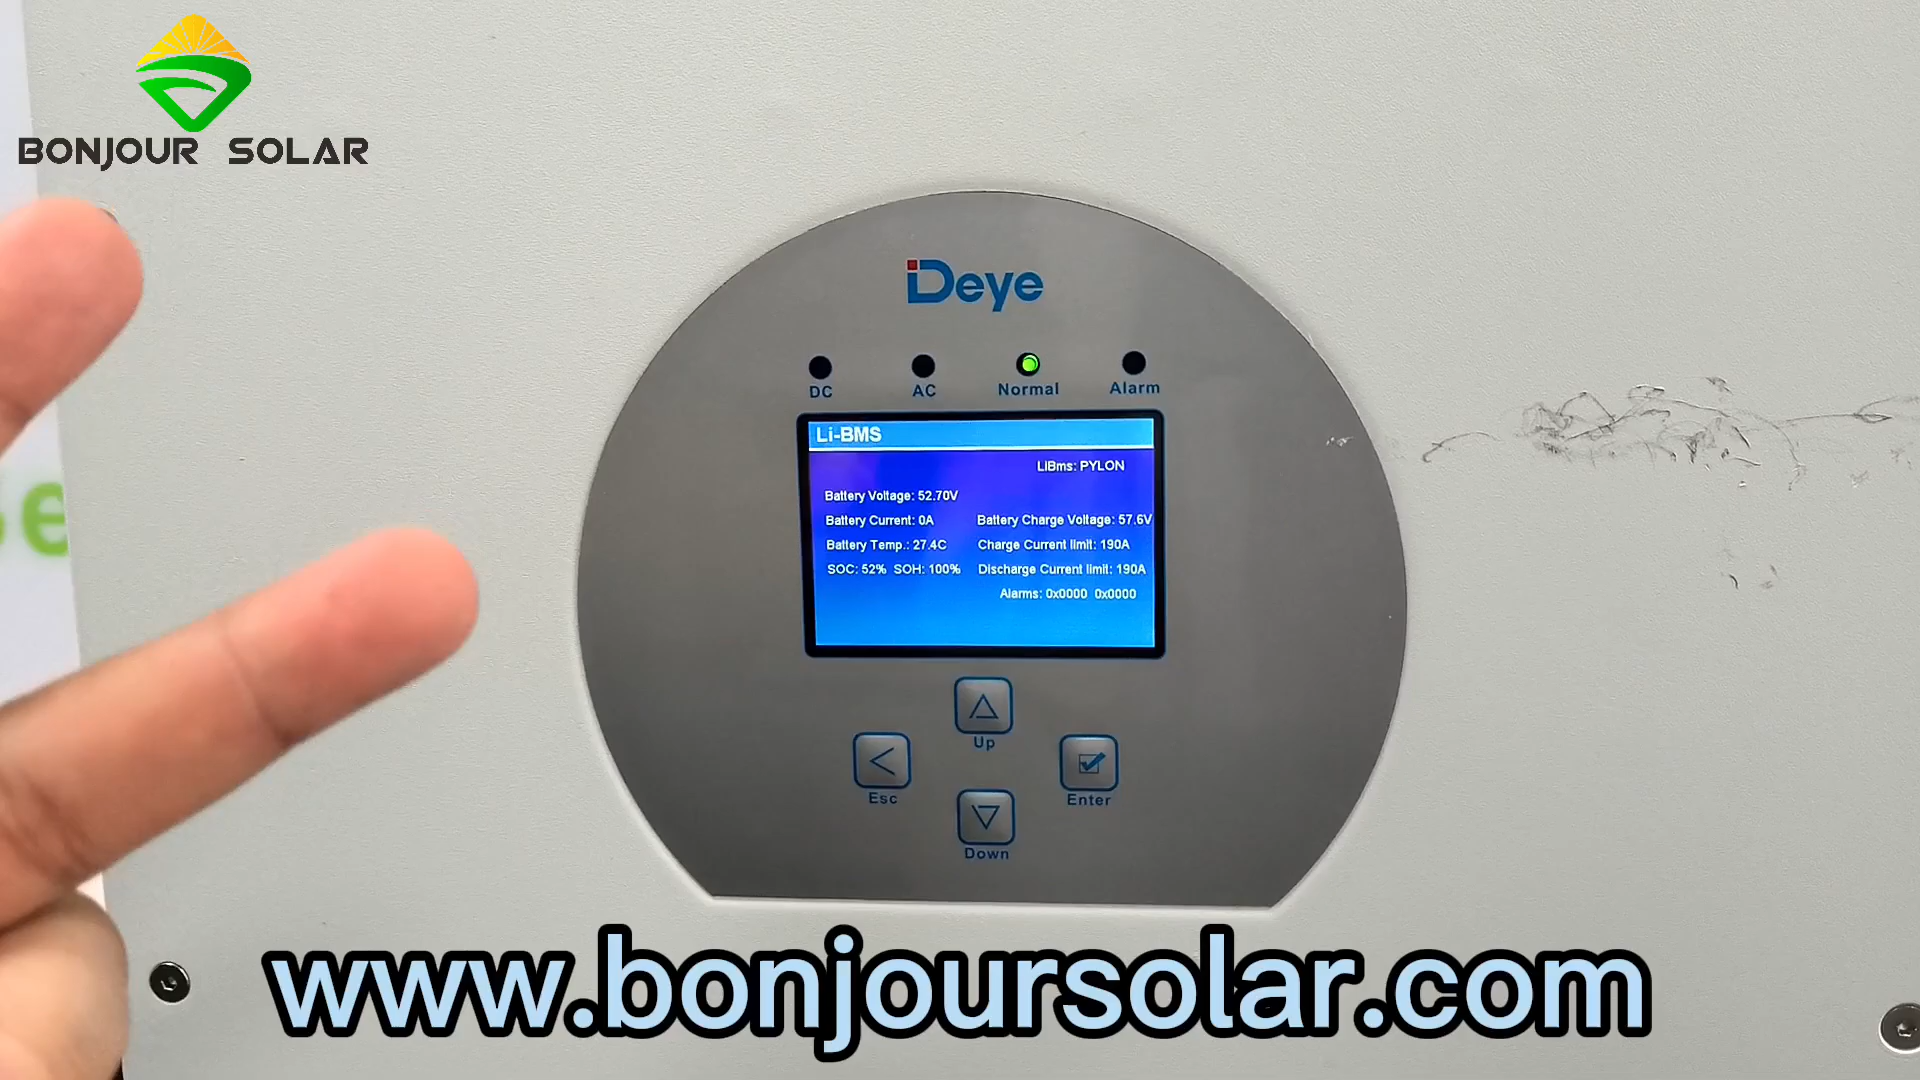 BONJOUR SOLAR
Deye
DC AC Normal Alarm
Li-BMS
LiBms: PYLON
Battery Voltage: 52.70V
Battery Current: 0A Battery Charge Voltage: 57.6V
Battery Temp.: 27.4C Charge Current limit: 190A
SOC: 52% SOH: 100% Discharge Current limit: 190A
Alarms: 0x0000 0x0000
Up
Esc
Enter
Down
www.bonjoursolar.com